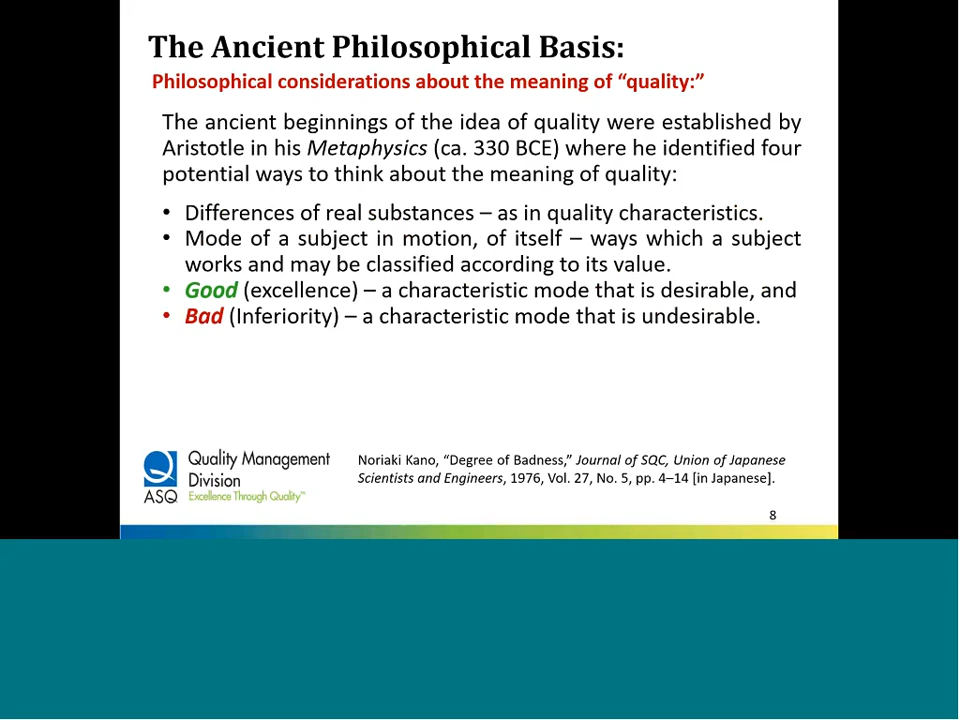 The Ancient Philosophical Basis:
Philosophical considerations about the meaning of “quality:”
The ancient beginnings of the idea of quality were established by
Aristotle in his Metaphysics (ca. 330 BCE) where he identified four
potential ways to think about the meaning of quality:
• Differences of real substances – as in quality characteristics.
• Mode of a subject in motion, of itself – ways which a subject
works and may be classified according to its value.
• Good (excellence) – a characteristic mode that is desirable, and
• Bad (Inferiority) – a characteristic mode that is undesirable.
Quality Management
Division
ASQ Excellence Through Quality™
Noriaki Kano, “Degree of Badness,” Journal of SQC, Union of Japanese
Scientists and Engineers, 1976, Vol. 27, No. 5, pp. 4–14 [in Japanese].
8